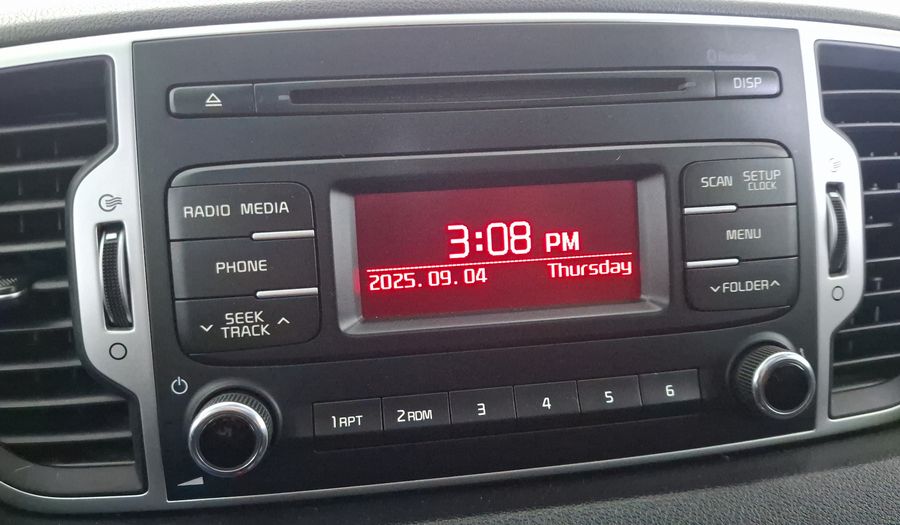 DISP
RADIO MEDIA
PHONE
SEEK
TRACK
3:08 PM
2025.09.04 Thursday
SCAN SETUP
CLOCK
MENU
FOLDER
1 RPT 2 RDM 3 4 5 6